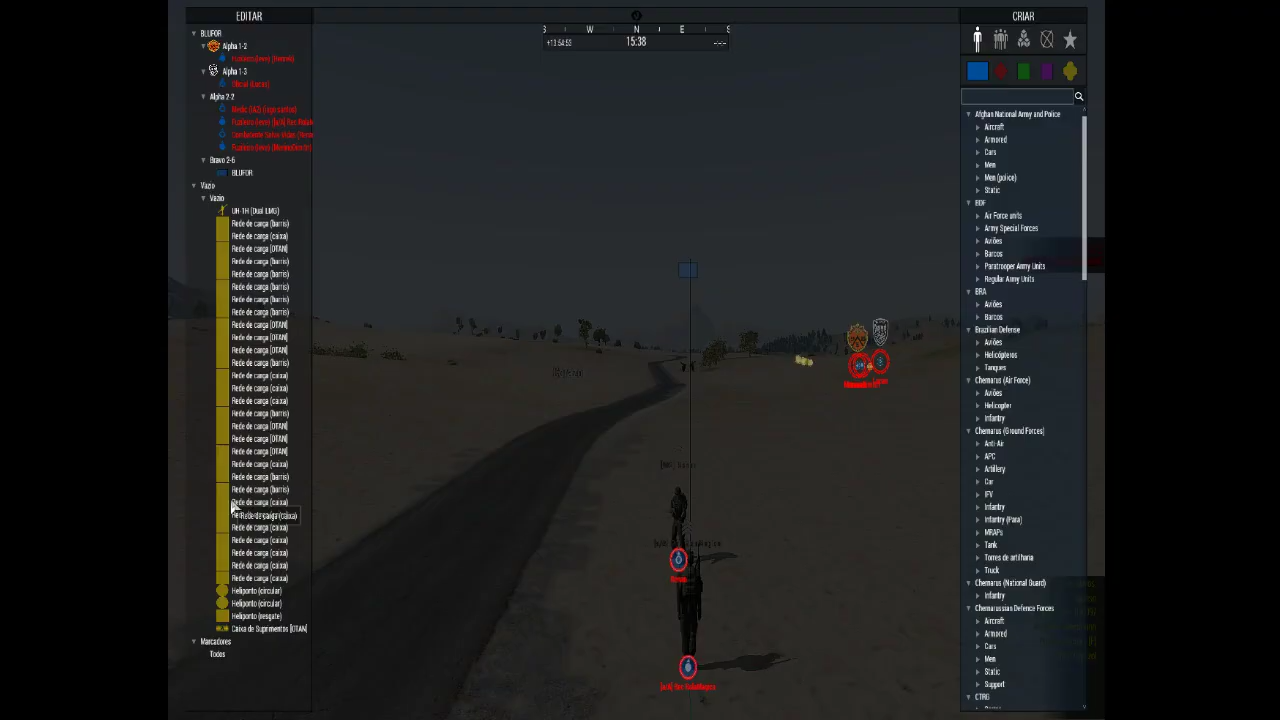 EDITAR
BLUFOR
Alpha 1-2
Alpha 1-3
Alpha 2-2
Bravo 2-6
BLUFOR
Vazio
Vazio
UH-1H (Dual LMG)
Rede de carga (barris)
Rede de carga (caixa)
Rede de carga [OTAN]
Rede de carga (barris)
Rede de carga (barris)
Rede de carga (barris)
Rede de carga (barris)
Rede de carga (barris)
Rede de carga [OTAN]
Rede de carga [OTAN]
Rede de carga [OTAN]
Rede de carga (barris)
Rede de carga (caixa)
Rede de carga (caixa)
Rede de carga (caixa)
Rede de carga (barris)
Rede de carga [OTAN]
Rede de carga [OTAN]
Rede de carga [OTAN]
Rede de carga (caixa)
Rede de carga (barris)
Rede de carga (barris)
Rede de carga (caixa)
Rede de carga (caixa)
Rede de carga (caixa)
Rede de carga (caixa)
Rede de carga (caixa)
Rede de carga (caixa)
Rede de carga (caixa)
Heliponto (circular)
Heliponto (circular)
Heliponto (resgate)
Caixa de Suprimentos [OTAN]
Marcadores
Todos
S W N E S
15:38
CRIAR
Afghan National Army and Police
Aircraft
Armored
Cars
Men
Men (police)
Static
BDF
Air Force units
Army Special Forces
Aviões
Barcos
Paratrooper Army Units
Regular Army Units
BRA
Aviões
Barcos
Brazilian Defense
Aviões
Helicópteros
Tanques
Chernarus (Air Force)
Aviões
Helicopter
Infantry
Chernarus (Ground Forces)
Anti-Air
APC
Artillery
Car
IFV
Infantry
Infantry (Para)
MRAPs
Tank
Torres de artilharia
Truck
Chernarus (National Guard)
Infantry
Chernarussian Defence Forces
Aircraft
Armored
Cars
Men
Static
Support
CTRG